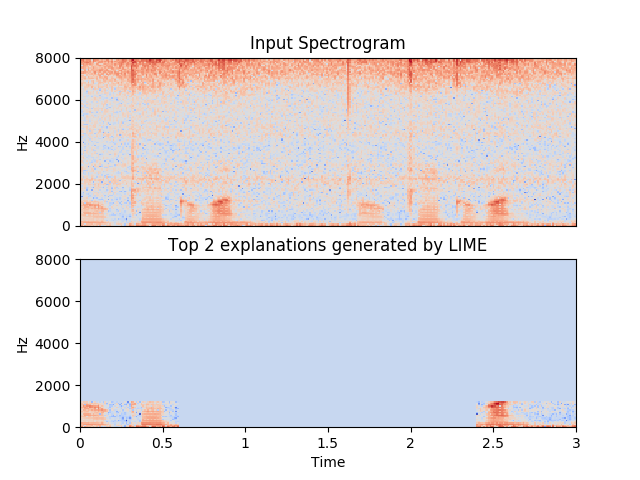 Input Spectrogram
8000
6000
4000
2000
0
Hz
Top 2 explanations generated by LIME
8000
6000
4000
2000
0
Hz
0 0.5 1 1.5 2 2.5 3
Time